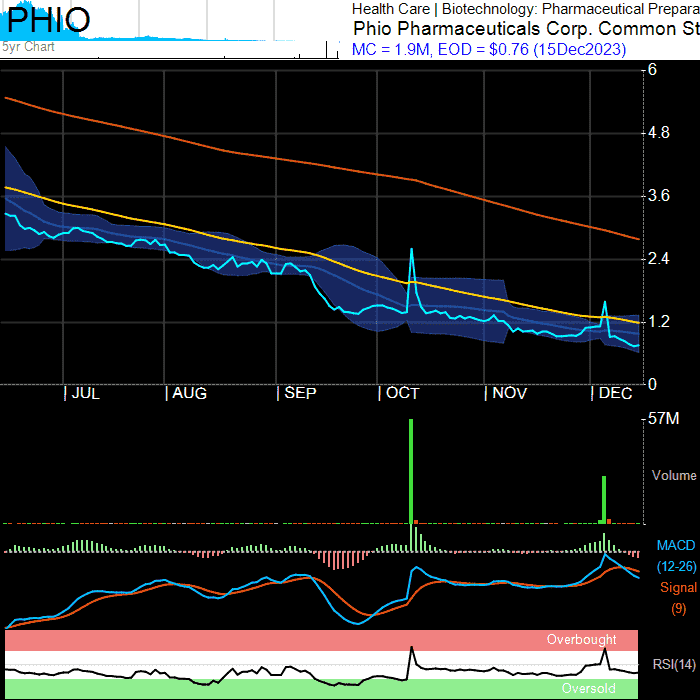 PHIO
Health Care | Biotechnology: Pharmaceutical Prepara
Phio Pharmaceuticals Corp. Common St
5yr Chart
MC = 1.9M, EOD = $0.76 (15Dec2023)
6
4.8
3.6
2.4
1.2
0
| JUL | AUG | SEP | OCT | NOV | DEC
57M
Volume
MACD
(12-26)
Signal
(9)
Overbought
RSI(14)
Oversold